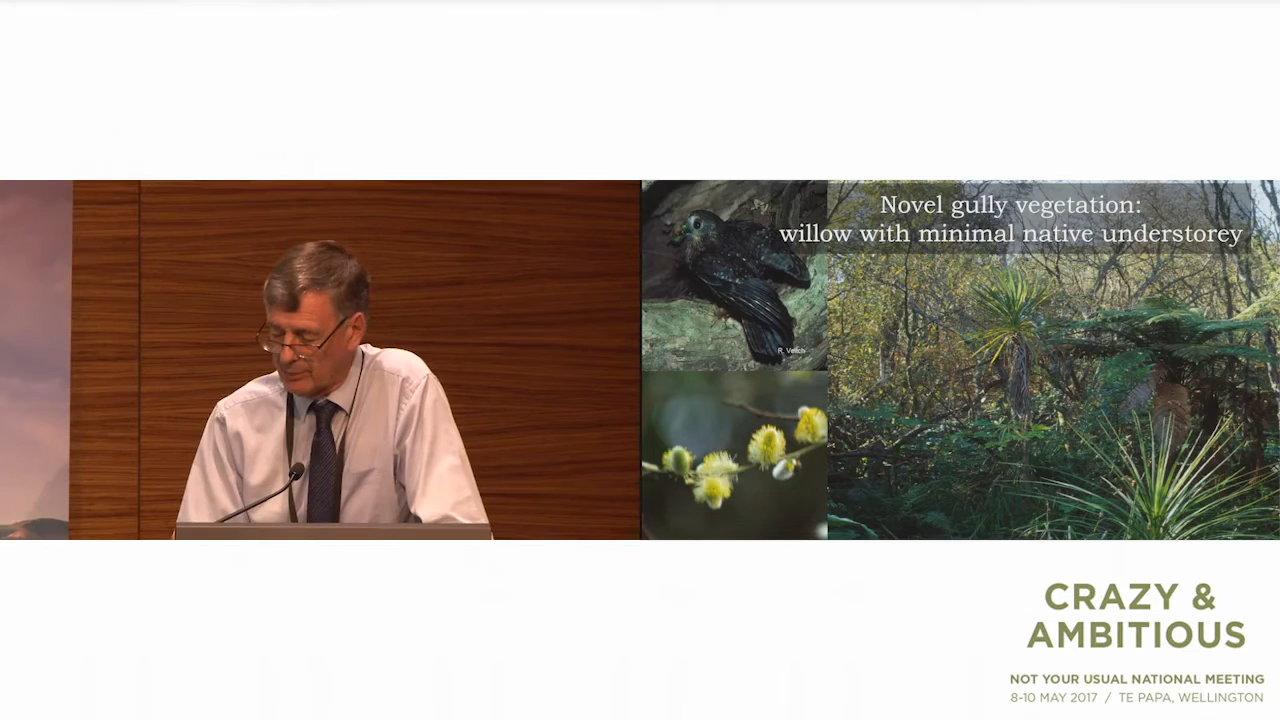 Novel gully vegetation:
willow with minimal native understorey
R. Veitch
CRAZY &
AMBITIOUS
NOT YOUR USUAL NATIONAL MEETING
8-10 MAY 2017 / TE PAPA, WELLINGTON